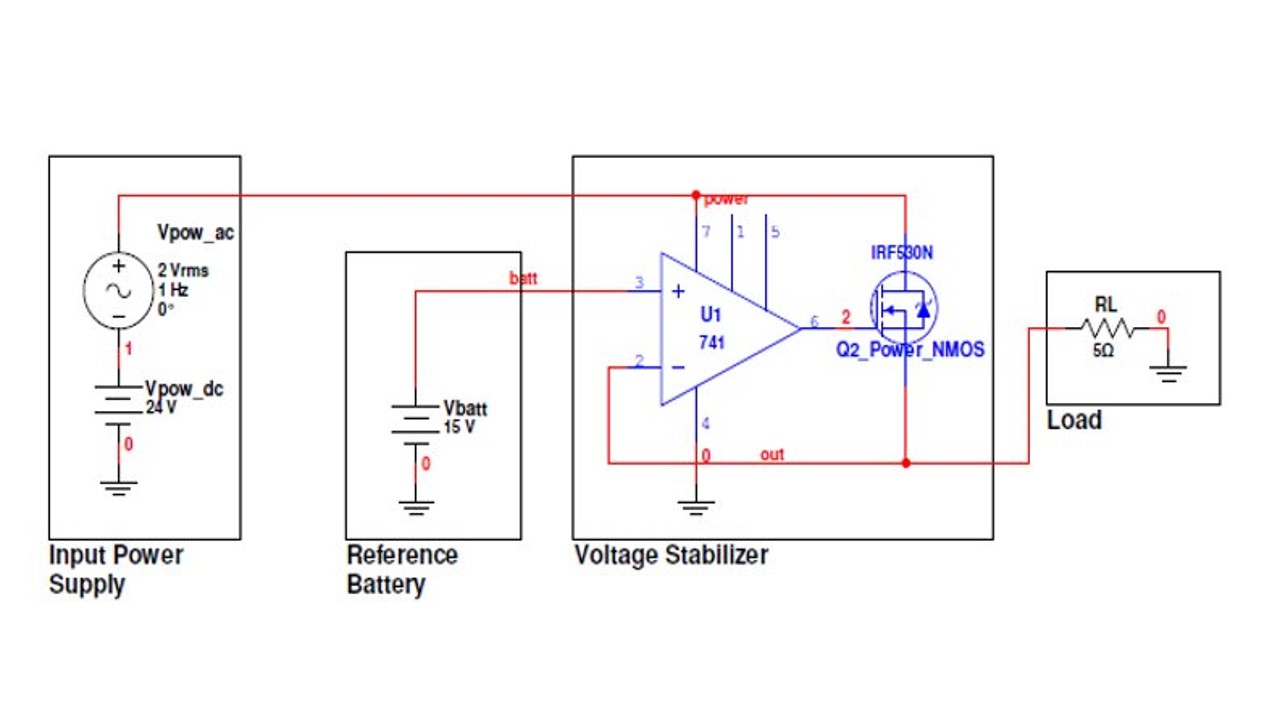 Vpow_ac
2 Vrms
1 Hz
0°
+
−
1
Vpow_dc
24 V
0
Input Power
Supply
batt
Vbatt
15 V
0
Reference
Battery
power
7
1
5
3
+
U1
741
2
−
6
2
4
0
out
IRF530N
Q2_Power_NMOS
Voltage Stabilizer
RL
5Ω
0
Load